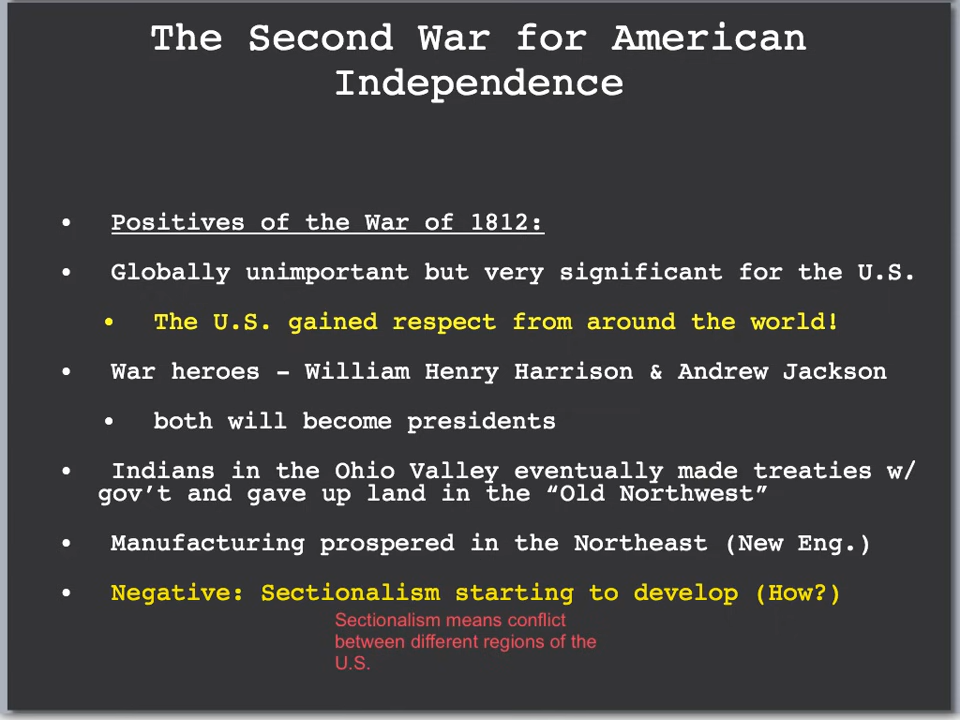 The Second War for American
Independence
• Positives of the War of 1812:
• Globally unimportant but very significant for the U.S.
• The U.S. gained respect from around the world!
• War heroes – William Henry Harrison & Andrew Jackson
• both will become presidents
• Indians in the Ohio Valley eventually made treaties w/
gov’t and gave up land in the “Old Northwest”
• Manufacturing prospered in the Northeast (New Eng.)
• Negative: Sectionalism starting to develop (How?)
Sectionalism means conflict
between different regions of the
U.S.